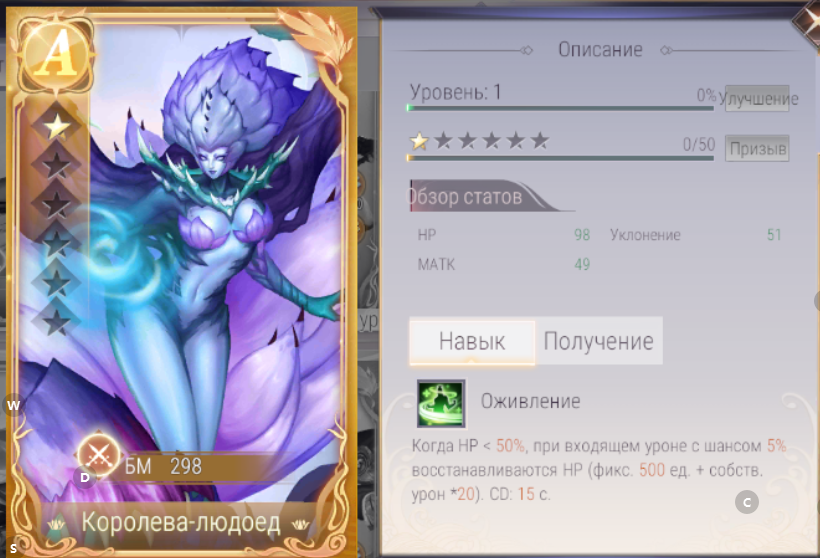 A
БМ 298
Королева-людоед
W
D
S
Описание
Уровень: 1
0%
Улучшение
0/50
Призыв
Обзор статов
HP 98 Уклонение 51
МАТК 49
ур
Навык Получение
Оживление
Когда HP < 50%, при входящем уроне с шансом 5%
восстанавливаются HP (фикс. 500 ед. + собств.
урон *20). CD: 15 с.
C